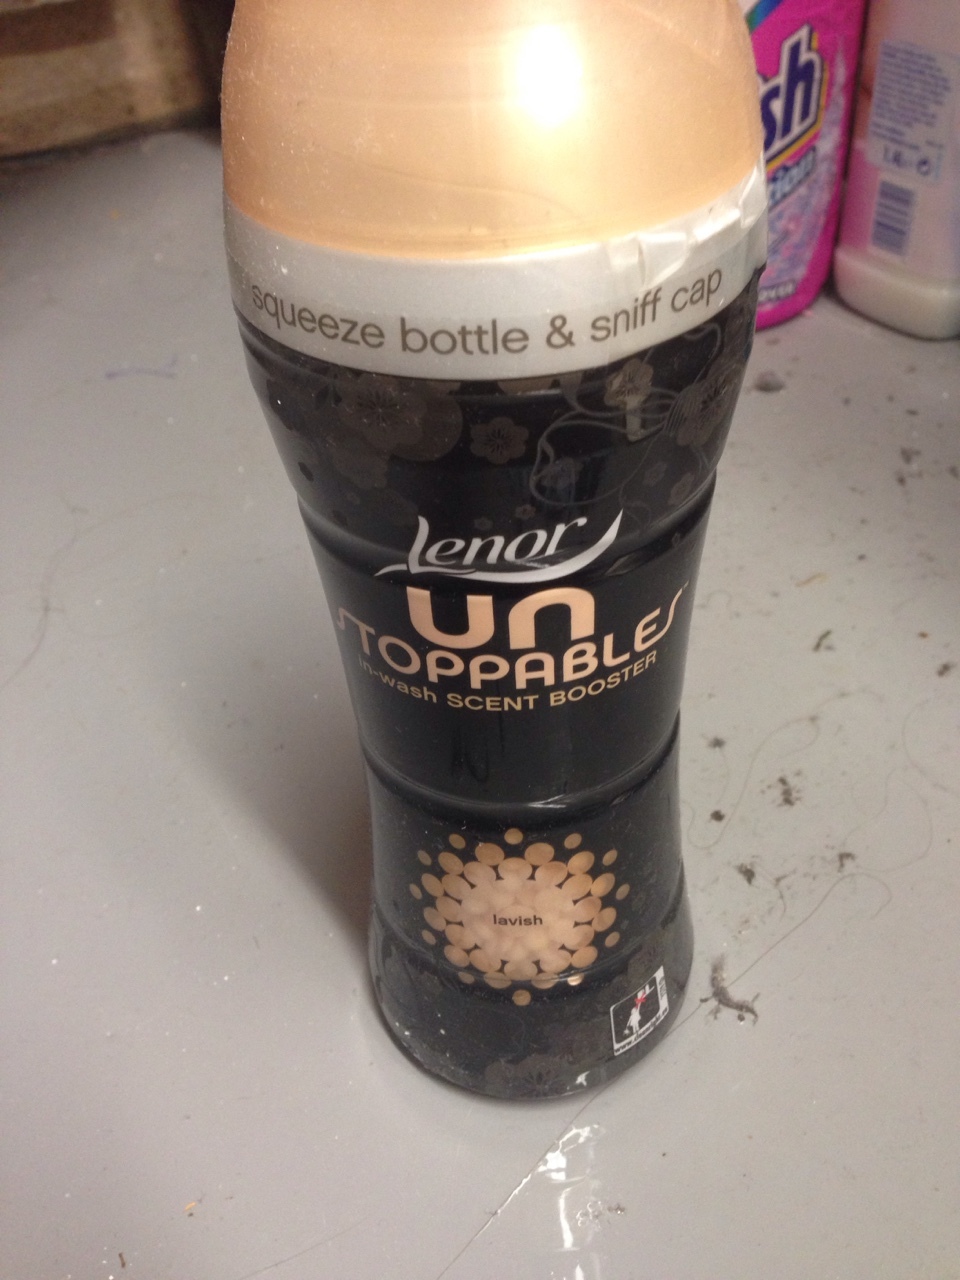 squeeze bottle & sniff cap
Lenor
UN
STOPPABLES
in-wash SCENT BOOSTER
lavish